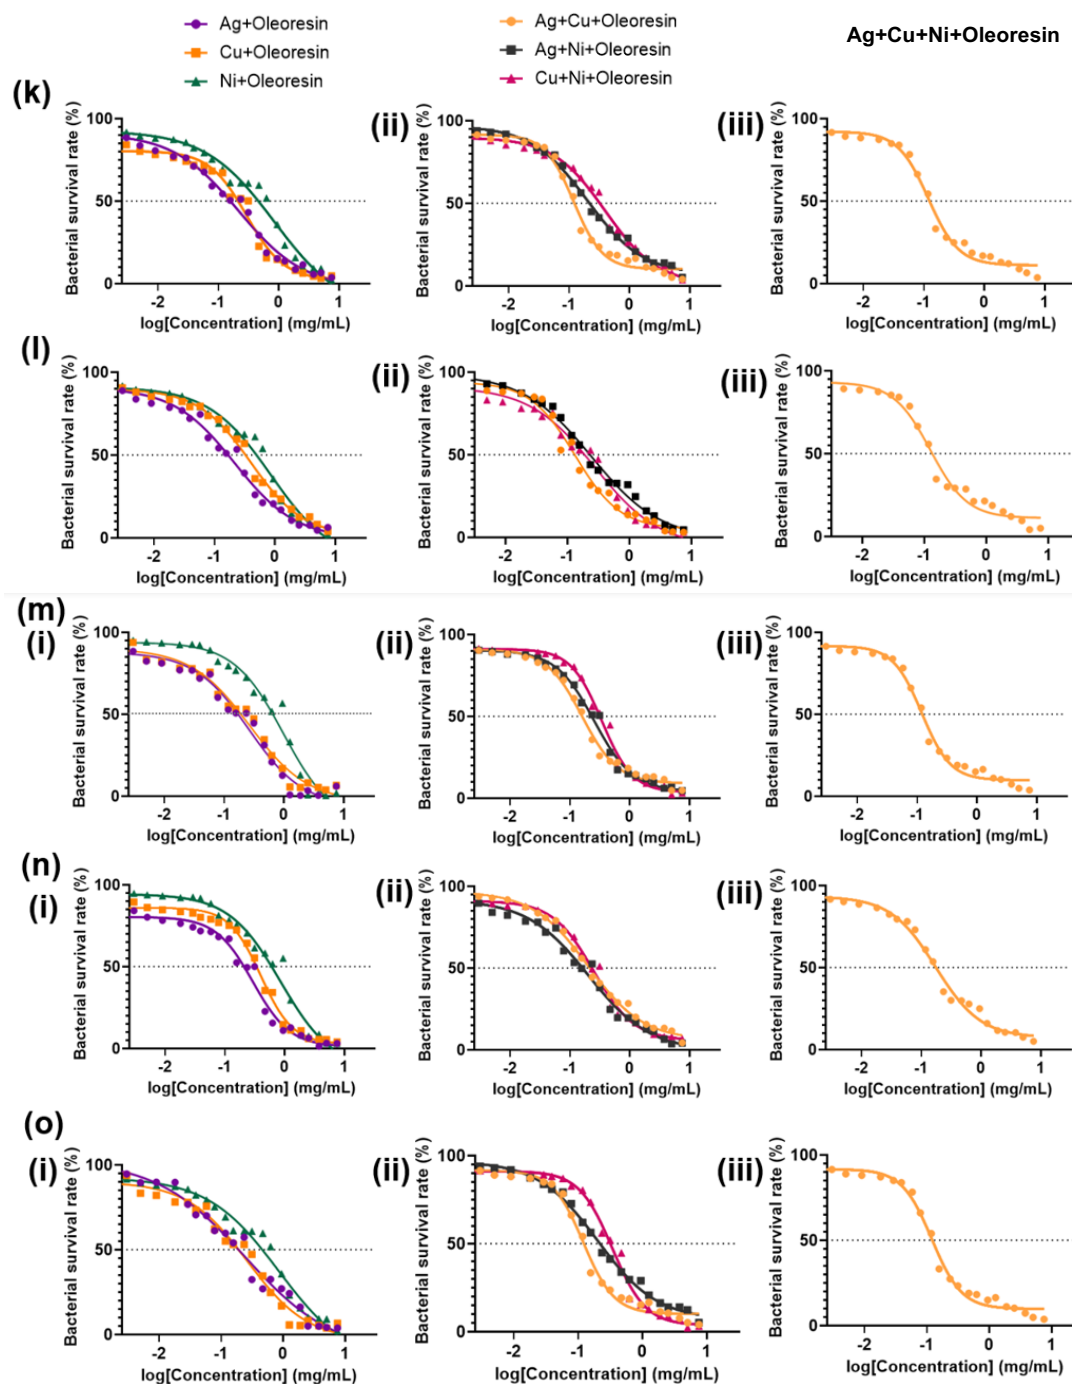 Ag+Oleoresin
Cu+Oleoresin
Ni+Oleoresin
Ag+Cu+Oleoresin
Ag+Ni+Oleoresin
Cu+Ni+Oleoresin
Ag+Cu+Ni+Oleoresin
(k)
Bacterial survival rate (%)
100
50
0
-2 -1 0 1
log[Concentration] (mg/mL)
(ii)
Bacterial survival rate (%)
100
50
0
-2 -1 0 1
log[Concentration] (mg/mL)
(iii)
Bacterial survival rate (%)
100
50
0
-2 -1 0 1
log[Concentration] (mg/mL)
(l)
Bacterial survival rate (%)
100
50
0
-2 -1 0 1
log[Concentration] (mg/mL)
(ii)
Bacterial survival rate (%)
100
50
0
-2 -1 0 1
log[Concentration] (mg/mL)
(iii)
Bacterial survival rate (%)
100
50
0
-2 -1 0 1
log[Concentration] (mg/mL)
(m)
(i)
Bacterial survival rate (%)
100
50
0
-2 -1 0 1
log[Concentration] (mg/mL)
(ii)
Bacterial survival rate (%)
100
50
0
-2 -1 0 1
log[Concentration] (mg/mL)
(iii)
Bacterial survival rate (%)
100
50
0
-2 -1 0 1
log[Concentration] (mg/mL)
(n)
(i)
Bacterial survival rate (%)
100
50
0
-2 -1 0 1
log[Concentration] (mg/mL)
(ii)
Bacterial survival rate (%)
100
50
0
-2 -1 0 1
log[Concentration] (mg/mL)
(iii)
Bacterial survival rate (%)
100
50
0
-2 -1 0 1
log[Concentration] (mg/mL)
(o)
(i)
Bacterial survival rate (%)
100
50
0
-2 -1 0 1
log[Concentration] (mg/mL)
(ii)
Bacterial survival rate (%)
100
50
0
-2 -1 0 1
log[Concentration] (mg/mL)
(iii)
Bacterial survival rate (%)
100
50
0
-2 -1 0 1
log[Concentration] (mg/mL)